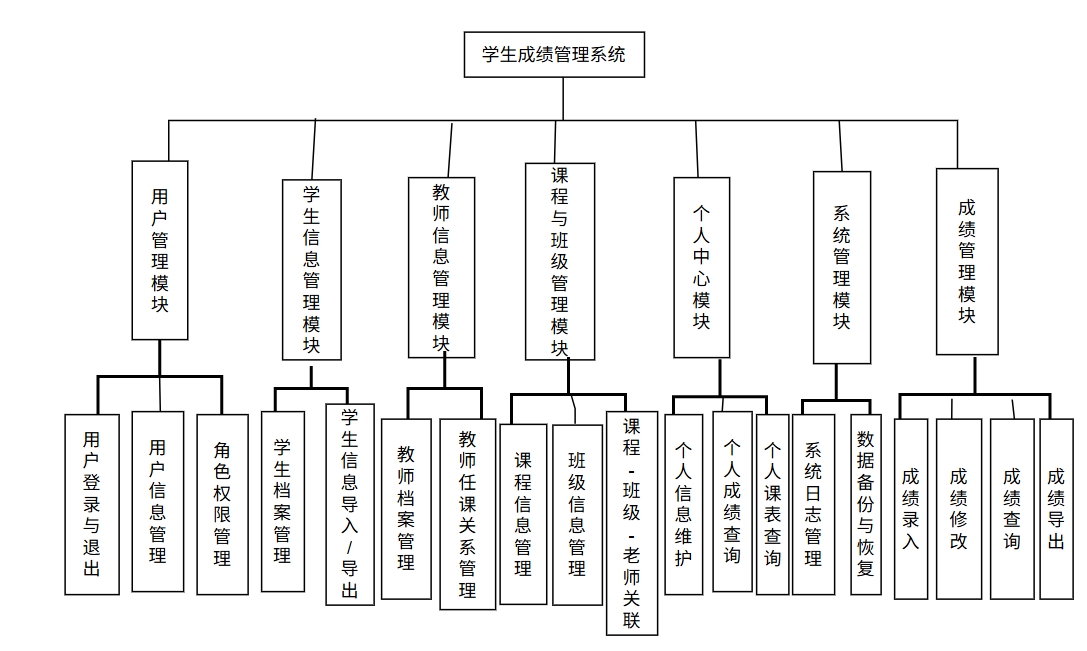 学生成绩管理系统
用户管理模块
学生信息管理模块
教师信息管理模块
课程与班级管理模块
个人中心模块
系统管理模块
成绩管理模块
用户登录与退出
用户信息管理
角色权限管理
学生档案管理
学生信息导入/导出
教师档案管理
教师任课关系管理
课程信息管理
班级信息管理
课程-班级-老师关联
个人信息维护
个人成绩查询
个人课表查询
系统日志管理
数据备份与恢复
成绩录入
成绩修改
成绩查询
成绩导出